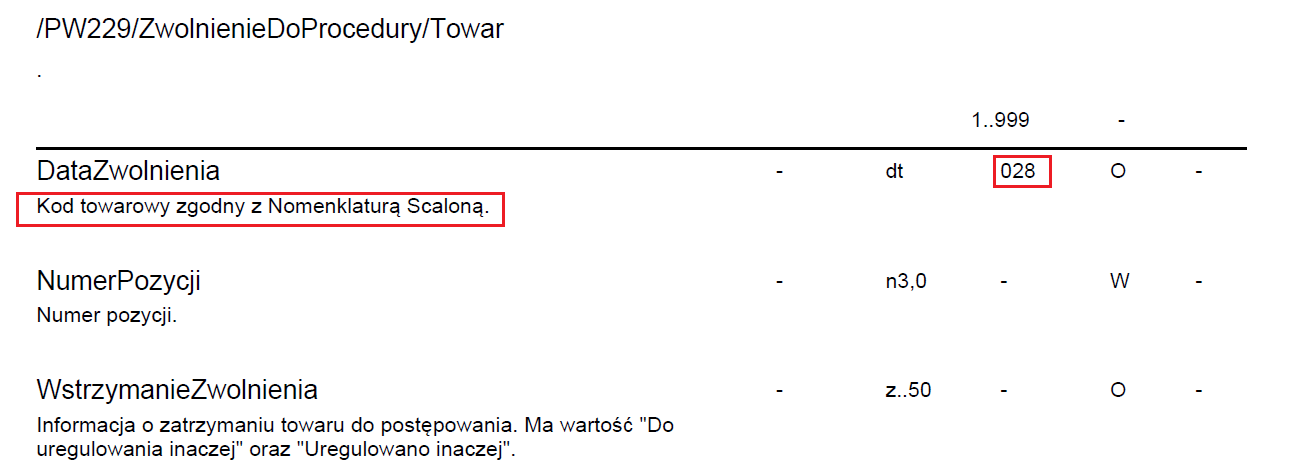 /PW229/ZwolnienieDoProcedury/Towar
.
1..999 -
DataZwolnienia - dt 028 O -
Kod towarowy zgodny z Nomenklaturą Scaloną.
NumerPozycji - n3,0 - W -
Numer pozycji.
WstrzymanieZwolnienia - z..50 - O -
Informacja o zatrzymaniu towaru do postępowania. Ma wartość "Do
uregulowania inaczej" oraz "Uregulowano inaczej".